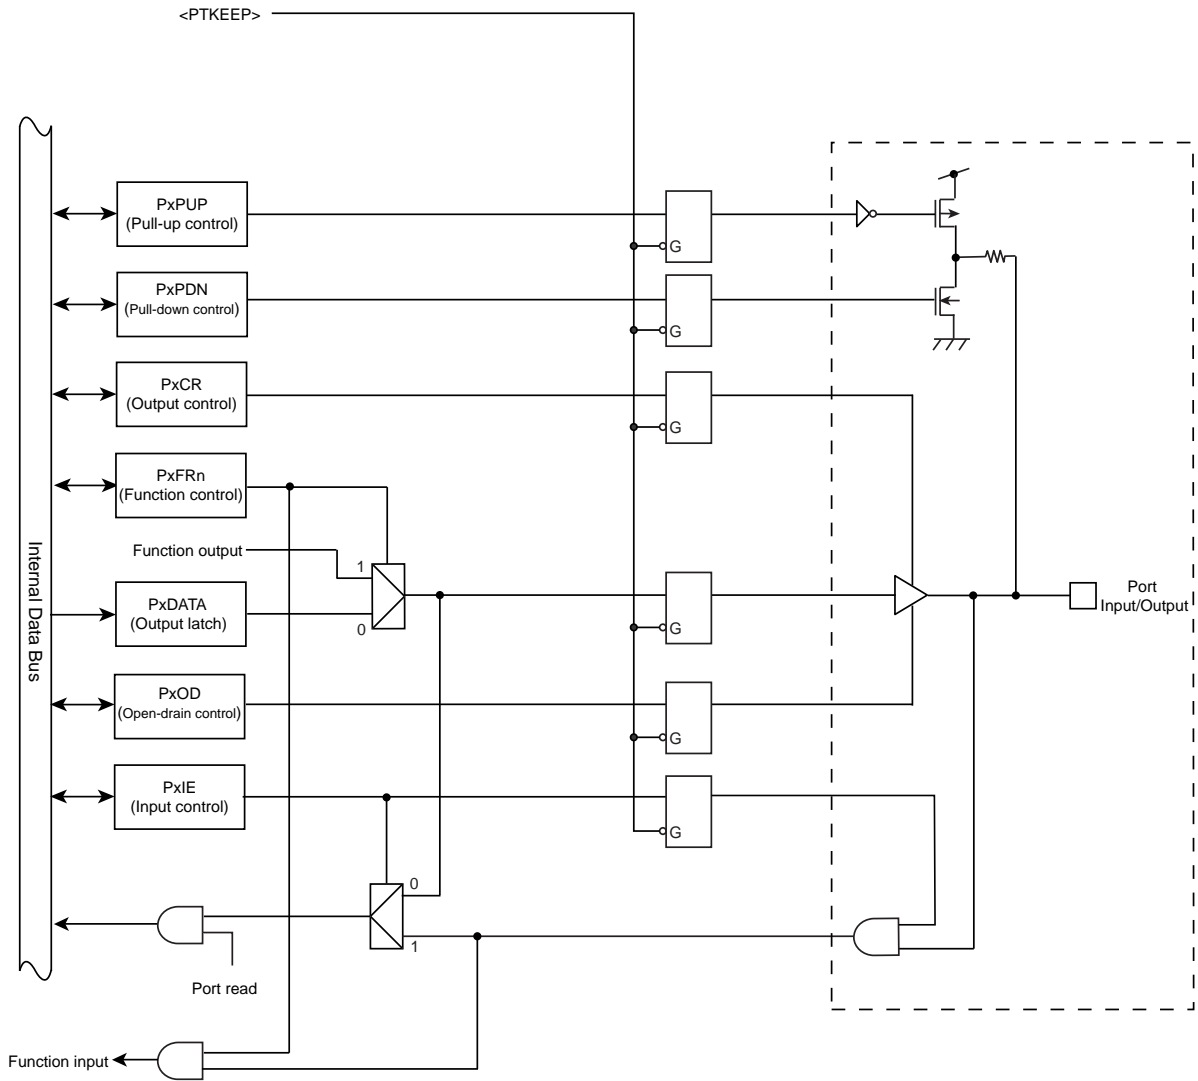 <PTKEEP>
PxPUP
(Pull-up control)
G
PxPDN
(Pull-down control)
G
PxCR
(Output control)
G
PxFRn
(Function control)
Function output
1
Internal Data Bus
PxDATA
(Output latch)
0
G
Port
Input/Output
PxOD
(Open-drain control)
G
PxIE
(Input control)
G
0
1
Port read
Function input